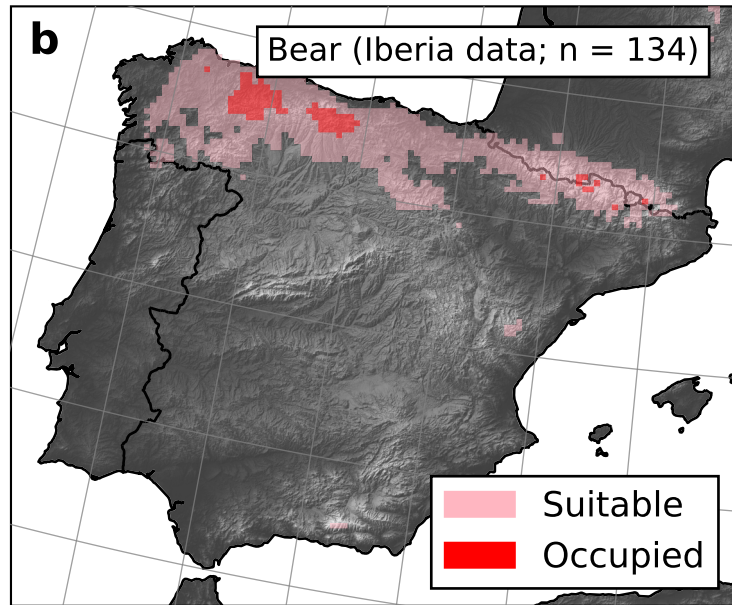 b
Bear (Iberia data; n = 134)
Suitable
Occupied